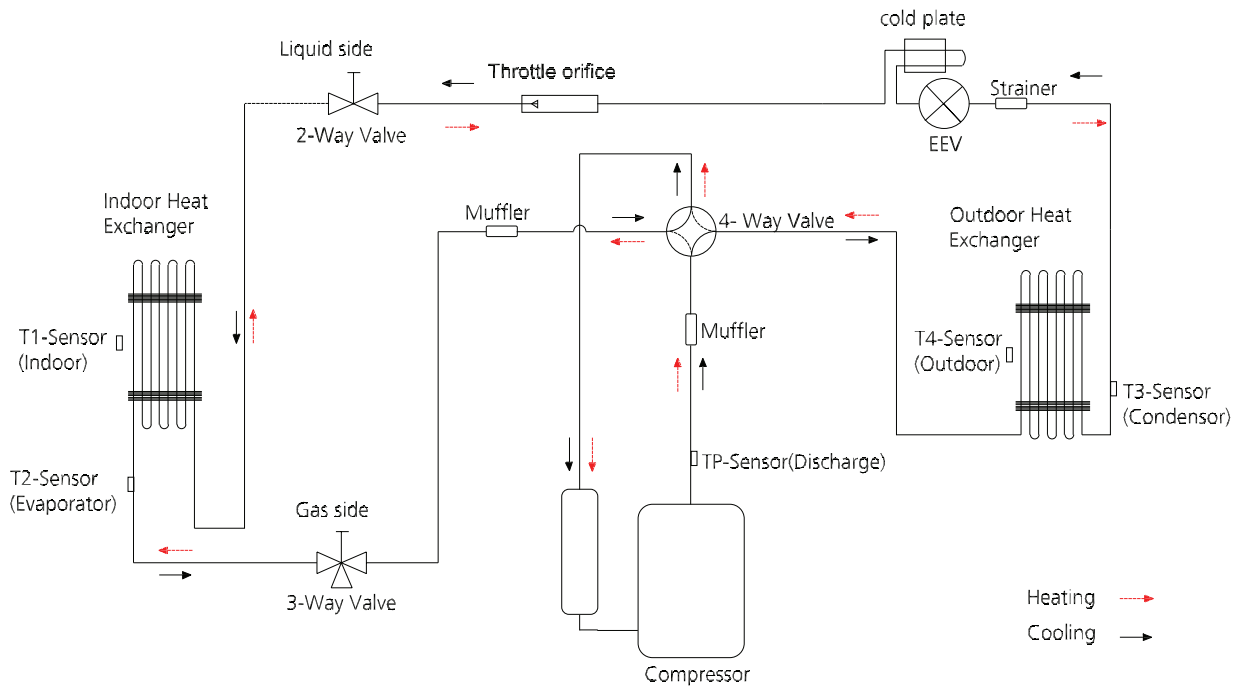 cold plate
Liquid side
Throttle orifice
Strainer
2-Way Valve
EEV
Indoor Heat
Exchanger
Muffler
4- Way Valve
Outdoor Heat
Exchanger
T1-Sensor
(Indoor)
Muffler
T4-Sensor
(Outdoor)
T3-Sensor
(Condensor)
T2-Sensor
(Evaporator)
TP-Sensor(Discharge)
Gas side
3-Way Valve
Heating
Cooling
Compressor